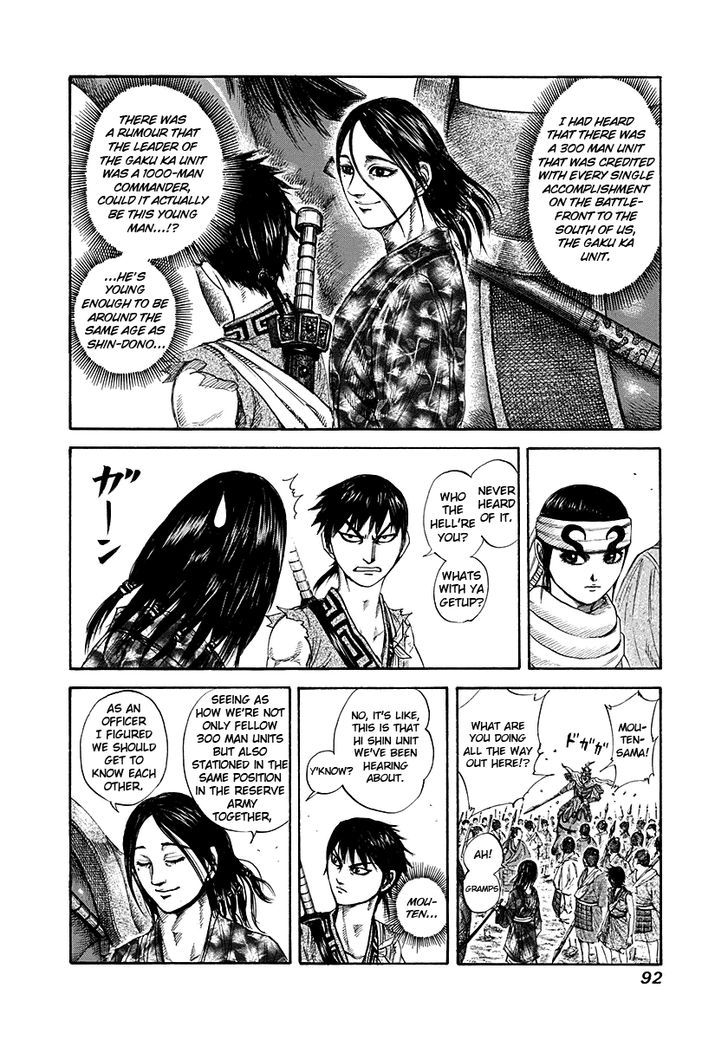 I HAD HEARD
THAT THERE WAS
A 300 MAN UNIT
THAT WAS CREDITED
WITH EVERY SINGLE
ACCOMPLISHMENT
ON THE BATTLE-
FRONT TO THE
SOUTH OF US,
THE GAKU KA
UNIT.
THERE WAS
A RUMOUR THAT
THE LEADER OF
THE GAKU KA UNIT
WAS A 1000-MAN
COMMANDER,
COULD IT ACTUALLY
BE THIS YOUNG
MAN...!?
...HE'S
YOUNG
ENOUGH TO BE
AROUND THE
SAME AGE AS
SHIN-DONO...
NEVER
HEARD
OF IT.
WHO
THE
HELL'RE
YOU?
WHATS
WITH YA
GETUP?
ガーン
MOU-
TEN-
SAMA!
WHAT ARE
YOU DOING
ALL THE WAY
OUT HERE!?
ドガガッ
AH!
GRAMPS
NO, IT'S LIKE,
THIS IS THAT
HI SHIN UNIT
WE'VE BEEN
HEARING
ABOUT.
Y'KNOW?
MOU-
TEN...
SEEING AS
HOW WE'RE NOT
ONLY FELLOW
300 MAN UNITS
BUT ALSO
STATIONED IN THE
SAME POSITION
IN THE RESERVE
ARMY
TOGETHER,
AS AN
OFFICER
I FIGURED
WE SHOULD
GET TO
KNOW EACH
OTHER.
92